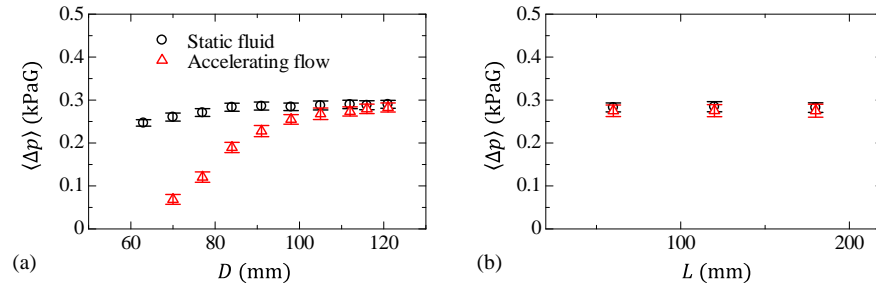 0.5
0.4
0.3
0.2
0.1
0
⟨Δp⟩ (kPaG)
Static fluid
Accelerating flow
60 80 100 120
D (mm)
(a)
0.5
0.4
0.3
0.2
0.1
0
⟨Δp⟩ (kPaG)
100 200
L (mm)
(b)